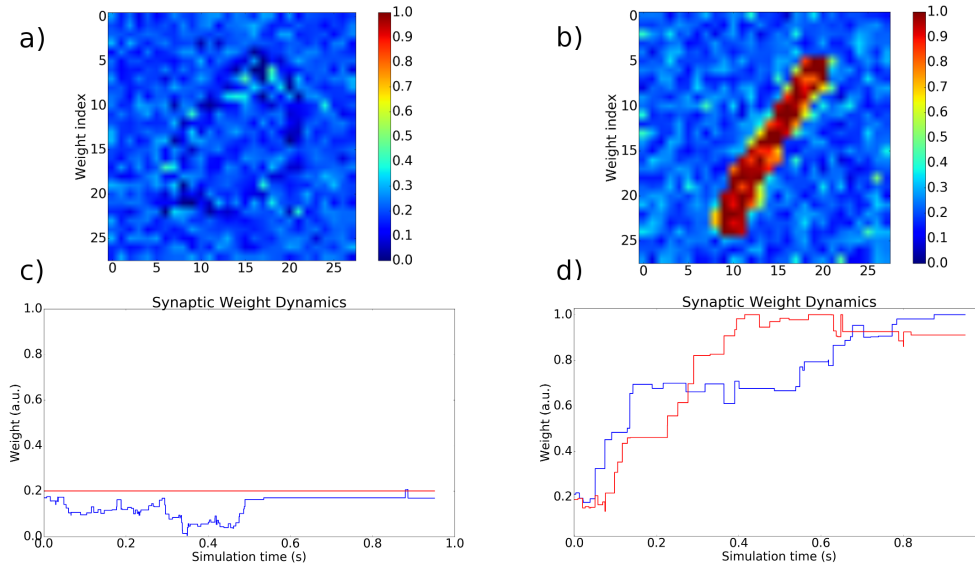 a)
0
5
10
15
20
25
Weight index
0 5 10 15 20 25
1.0
0.9
0.8
0.7
0.6
0.5
0.4
0.3
0.2
0.1
0.0
b)
0
5
10
15
20
25
Weight index
0 5 10 15 20 25
1.0
0.9
0.8
0.7
0.6
0.5
0.4
0.3
0.2
0.1
0.0
c)
Synaptic Weight Dynamics
1.0
0.8
0.6
0.4
0.2
0.0
Weight (a.u.)
0.0 0.2 0.4 0.6 0.8 1.0
Simulation time (s)
d)
Synaptic Weight Dynamics
1.0
0.8
0.6
0.4
0.2
Weight (a.u.)
0.0 0.2 0.4 0.6 0.8
Simulation time (s)